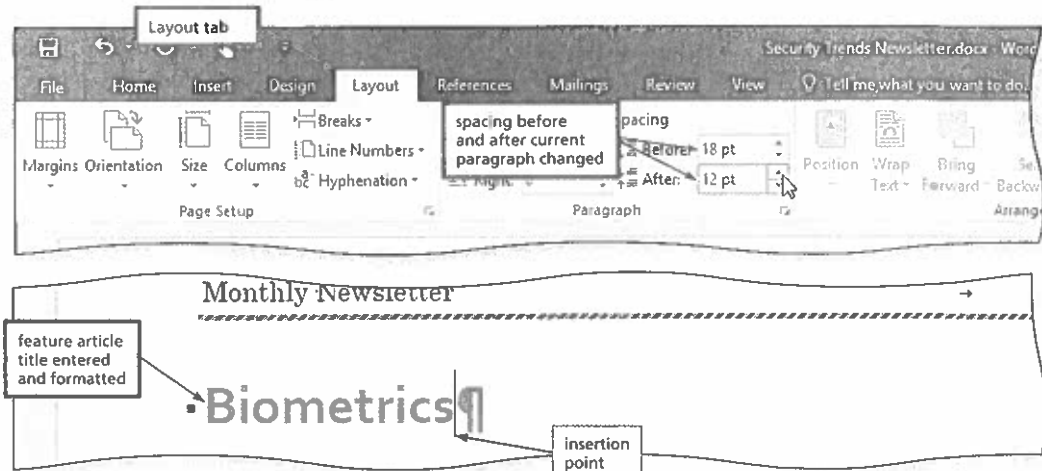 Layout tab
Security Trends Newsletter.docx - Word
File Home Insert Design Layout References Mailings Review View Tell me what you want to do
Breaks
spacing before
and after current
paragraph changed
pacing
Before: 18 pt
Line Numbers
After: 12 pt
Hyphenation
Margins Orientation Size Columns
Position Wrap Text Bring Forward
Page Setup Paragraph Arrange
Monthly Newsletter
feature article
title entered
and formatted
Biometrics¶
insertion
point